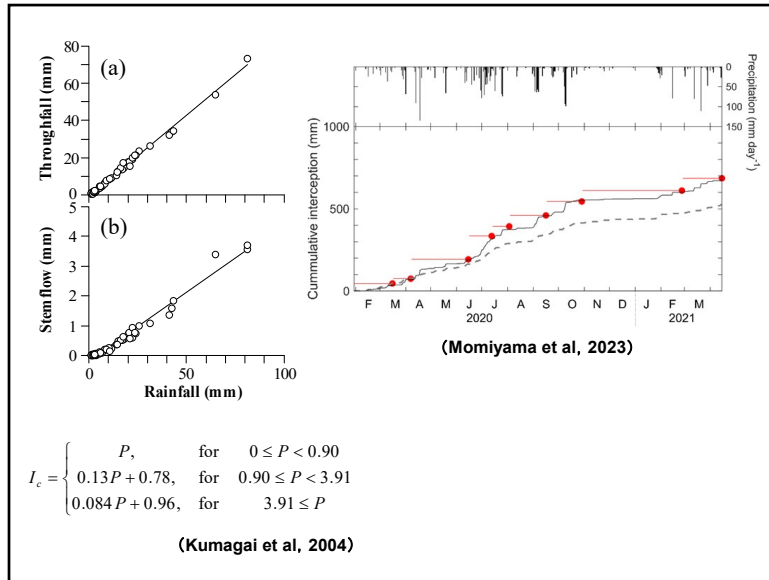 80
60
40
20
0
Throughfall (mm)
(a)
5
4
3
2
1
0
Stemflow (mm)
(b)
0 50 100
Rainfall (mm)
I_c = { P, for 0 ≤ P < 0.90
0.13P + 0.78, for 0.90 ≤ P < 3.91
0.084P + 0.96, for 3.91 ≤ P
(Kumagai et al, 2004)
0
50
100
150
Precipitation (mm day⁻¹)
1000
500
0
Cummulative interception (mm)
F M A M J J A S O N D J F M
2020 2021
(Momiyama et al, 2023)